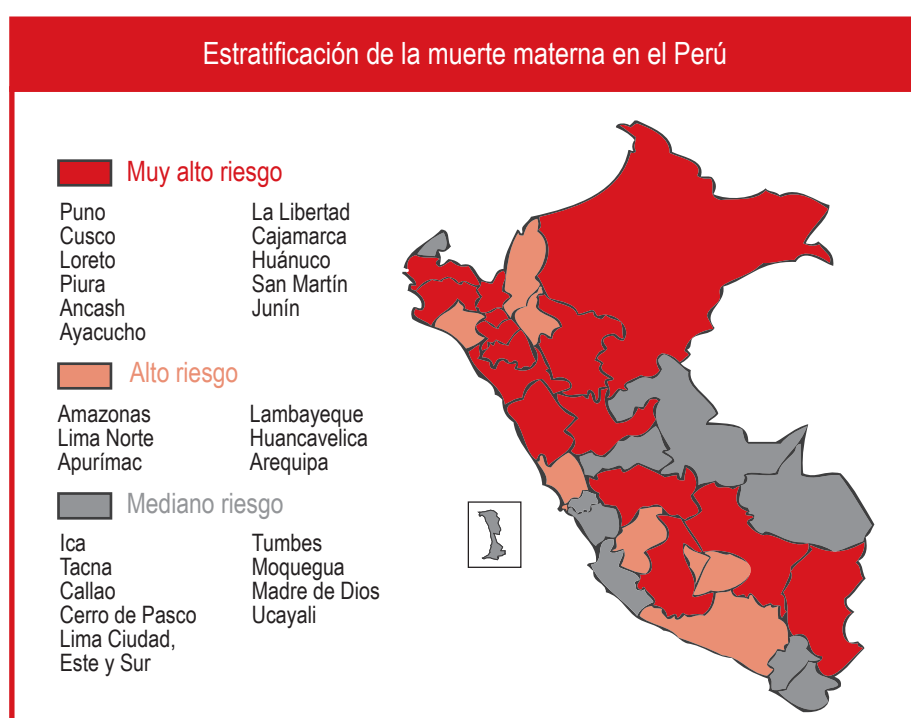 Estratificación de la muerte materna en el Perú
Muy alto riesgo
Puno
Cusco
Loreto
Piura
Ancash
Ayacucho
La Libertad
Cajamarca
Huánuco
San Martín
Junín
Alto riesgo
Amazonas
Lima Norte
Apurímac
Lambayeque
Huancavelica
Arequipa
Mediano riesgo
Ica
Tacna
Callao
Cerro de Pasco
Lima Ciudad,
Este y Sur
Tumbes
Moquegua
Madre de Dios
Ucayali